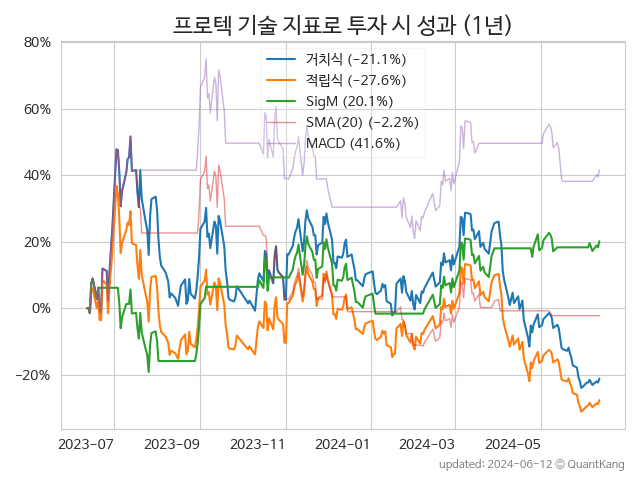 프로텍 기술 지표로 투자 시 성과 (1년)
80%
60%
40%
20%
0%
−20%
거치식 (−21.1%)
적립식 (−27.6%)
SigM (20.1%)
SMA(20) (−2.2%)
MACD (41.6%)
2023-07
2023-09
2023-11
2024-01
2024-03
2024-05
updated: 2024-06-12 ⓒ QuantKang